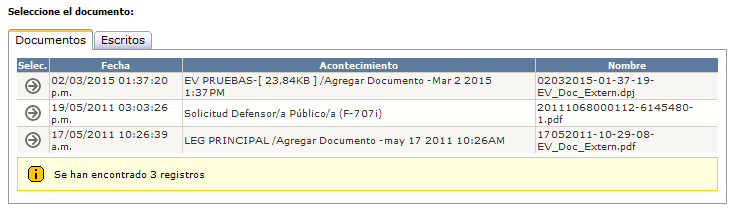 Seleccione el documento:
Documentos Escritos
Selec. Fecha Acontecimiento Nombre
02/03/2015 01:37:20 p.m. EV PRUEBAS-[ 23,84KB ] /Agregar Documento -Mar 2 2015 1:37PM 02032015-01-37-19-EV_Doc_Extern.dpj
19/05/2011 03:03:26 p.m. Solicitud Defensor/a Público/a (F-707i) 20111068000112-6145480-1.pdf
17/05/2011 10:26:39 a.m. LEG PRINCIPAL /Agregar Documento -may 17 2011 10:26AM 17052011-10-29-08-EV_Doc_Extern.pdf
Se han encontrado 3 registros